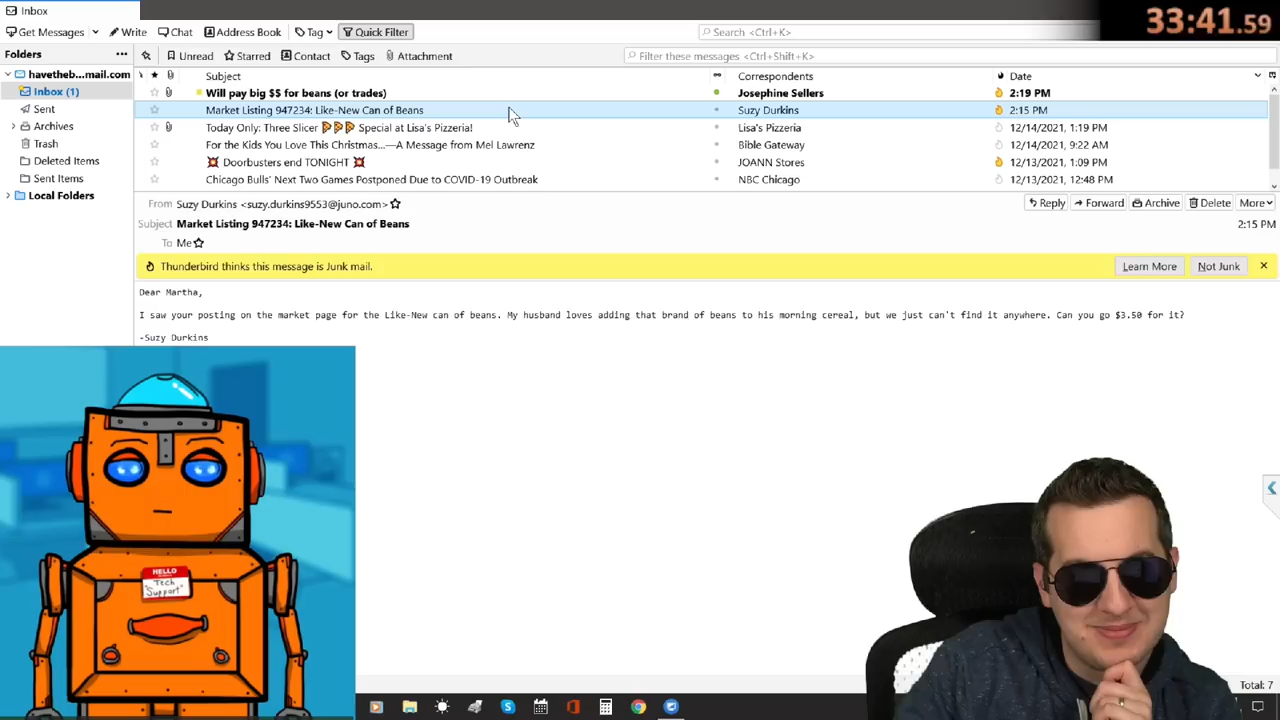 Inbox
33:41.59
Get Messages Write Chat Address Book Tag Quick Filter Search <Ctrl+K>
Folders Unread Starred Contact Tags Attachment Filter these messages <Ctrl+Shift+K>
havetheb...mail.com Subject Correspondents Date
Inbox (1) Will pay big $$ for beans (or trades) Josephine Sellers 2:19 PM
Sent Market Listing 947234: Like-New Can of Beans Suzy Durkins 2:15 PM
Archives Today Only: Three Slicer 🍕🍕🍕 Special at Lisa's Pizzeria! Lisa's Pizzeria 12/14/2021, 1:19 PM
Trash For the Kids You Love This Christmas...—A Message from Mel Lawrenz Bible Gateway 12/14/2021, 9:22 AM
Deleted Items 💥 Doorbusters end TONIGHT 💥 JOANN Stores 12/13/2021, 1:09 PM
Sent Items Chicago Bulls' Next Two Games Postponed Due to COVID-19 Outbreak NBC Chicago 12/13/2021, 12:48 PM
Local Folders
From Suzy Durkins <suzy.durkins9553@juno.com> Reply Forward Archive Delete More
Subject Market Listing 947234: Like-New Can of Beans 2:15 PM
To Me
Thunderbird thinks this message is Junk mail. Learn More Not Junk
Dear Martha,
I saw your posting on the market page for the Like-New can of beans. My husband loves adding that brand of beans to his morning cereal, but we just can't find it anywhere. Can you go $3.50 for it?
-Suzy Durkins
HELLO
Tech
"Support"
Total: 7